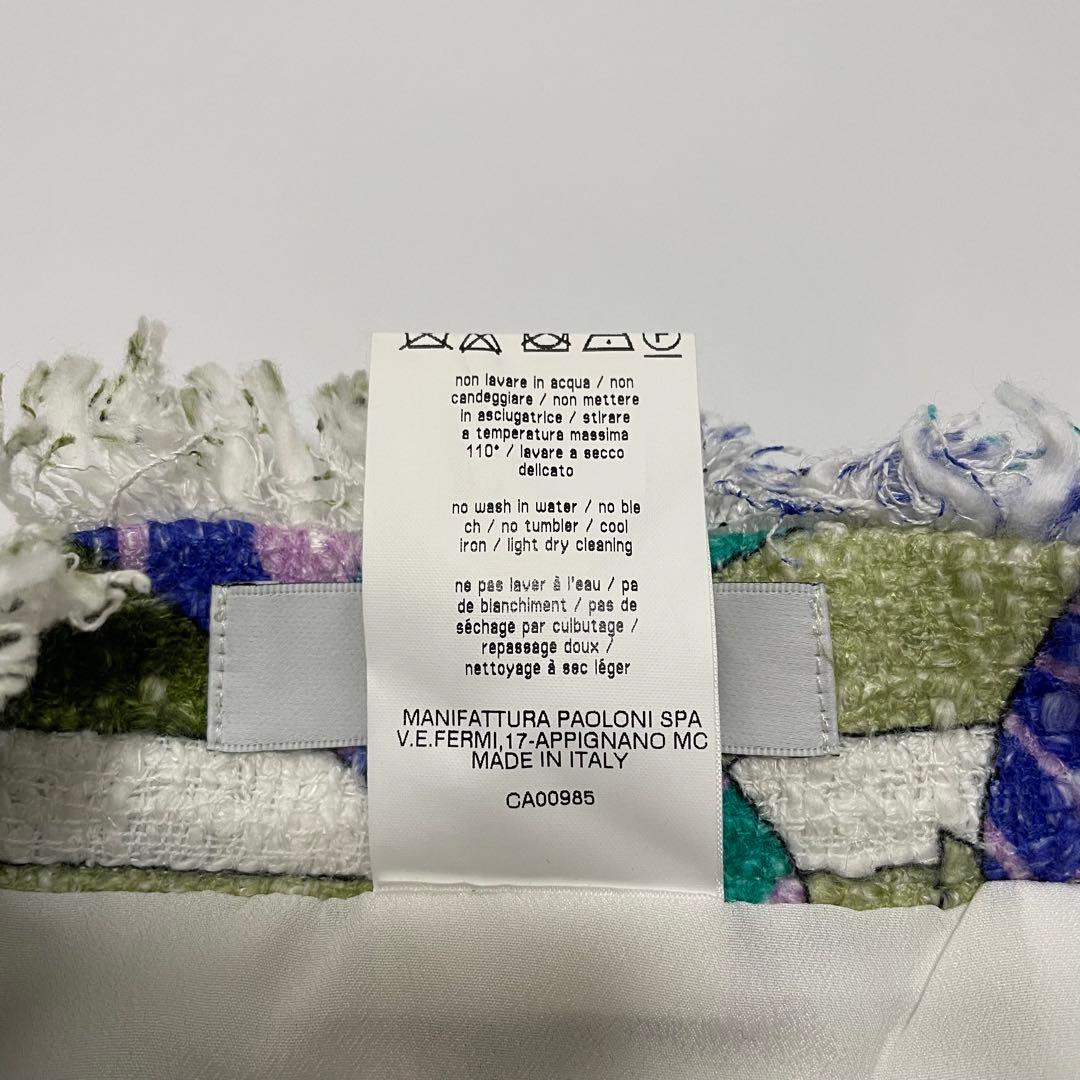 non lavare in acqua / non
candeggiare / non mettere
in asciugatrice / stirare
a temperatura massima
110° / lavare a secco
delicato
no wash in water / no ble
ch / no tumbler / cool
iron / light dry cleaning
ne pas laver à l'eau / pa
de blanchiment / pas de
séchage par culbutage /
repassage doux /
nettoyage à sec léger
MANIFATTURA PAOLONI SPA
V.E.FERMI,17-APPIGNANO MC
MADE IN ITALY
CA00985